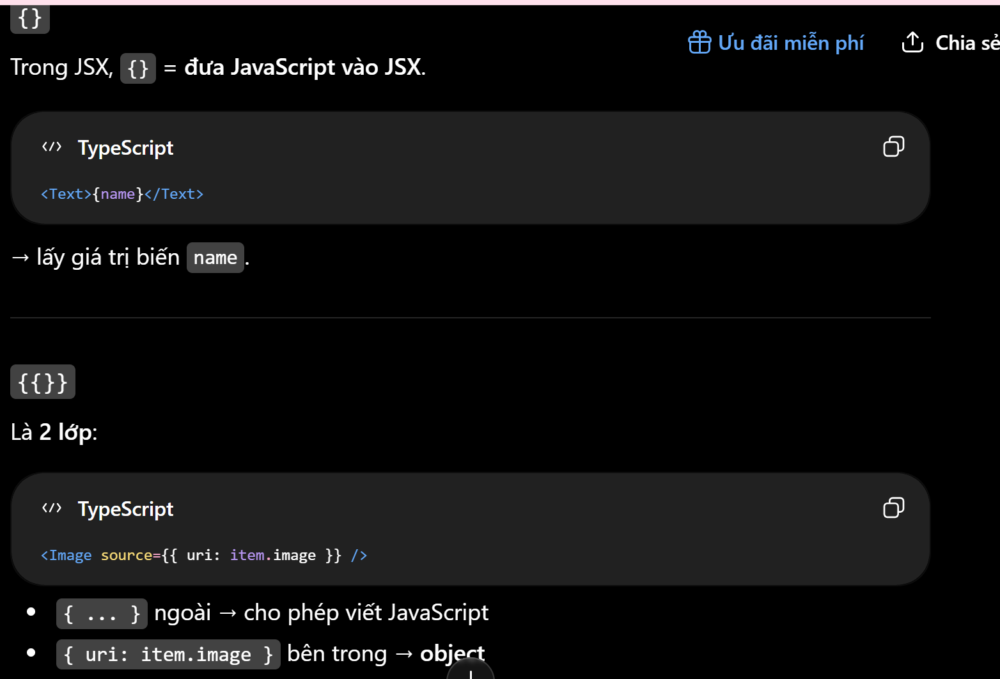 {}
Ưu đãi miễn phí
Chia sẻ
Trong JSX, {} = đưa JavaScript vào JSX.
TypeScript
<Text>{name}</Text>
→ lấy giá trị biến name.
{{}}
Là 2 lớp:
TypeScript
<Image source={{ uri: item.image }} />
{ ... } ngoài → cho phép viết JavaScript
{ uri: item.image } bên trong → object